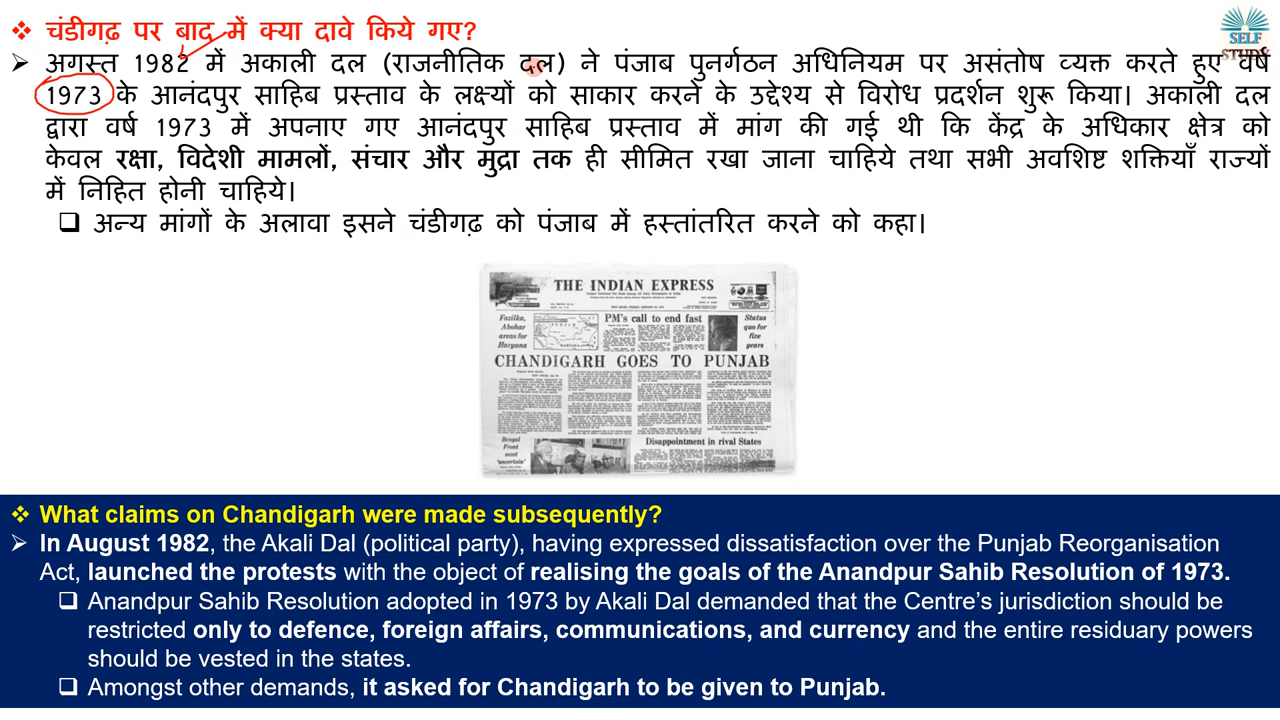 SELF
STUDY
❖ चंडीगढ़ पर बाद में क्या दावे किये गए?
➤ अगस्त 1982 में अकाली दल (राजनीतिक दल) ने पंजाब पुनर्गठन अधिनियम पर असंतोष व्यक्त करते हुए वर्ष
1973 के आनंदपुर साहिब प्रस्ताव के लक्ष्यों को साकार करने के उद्देश्य से विरोध प्रदर्शन शुरू किया। अकाली दल
द्वारा वर्ष 1973 में अपनाए गए आनंदपुर साहिब प्रस्ताव में मांग की गई थी कि केंद्र के अधिकार क्षेत्र को
केवल रक्षा, विदेशी मामलों, संचार और मुद्रा तक ही सीमित रखा जाना चाहिये तथा सभी अवशिष्ट शक्तियाँ राज्यों
में निहित होनी चाहिये।
❑ अन्य मांगों के अलावा इसने चंडीगढ़ को पंजाब में हस्तांतरित करने को कहा।
THE INDIAN EXPRESS
Fazilka,
Abohar
areas for
Haryana
PM's call to end fast
Status
quo for
five
years
CHANDIGARH GOES TO PUNJAB
Bengal
Front
meet
'uncertain'
Disappointment in rival States
❖ What claims on Chandigarh were made subsequently?
➤ In August 1982, the Akali Dal (political party), having expressed dissatisfaction over the Punjab Reorganisation
Act, launched the protests with the object of realising the goals of the Anandpur Sahib Resolution of 1973.
❑ Anandpur Sahib Resolution adopted in 1973 by Akali Dal demanded that the Centre's jurisdiction should be
restricted only to defence, foreign affairs, communications, and currency and the entire residuary powers
should be vested in the states.
❑ Amongst other demands, it asked for Chandigarh to be given to Punjab.